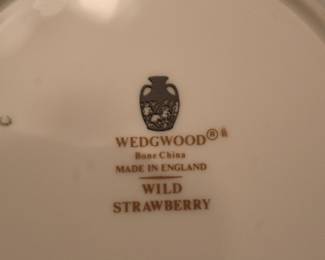 WEDGWOOD®
Bone China
MADE IN ENGLAND
WILD
STRAWBERRY